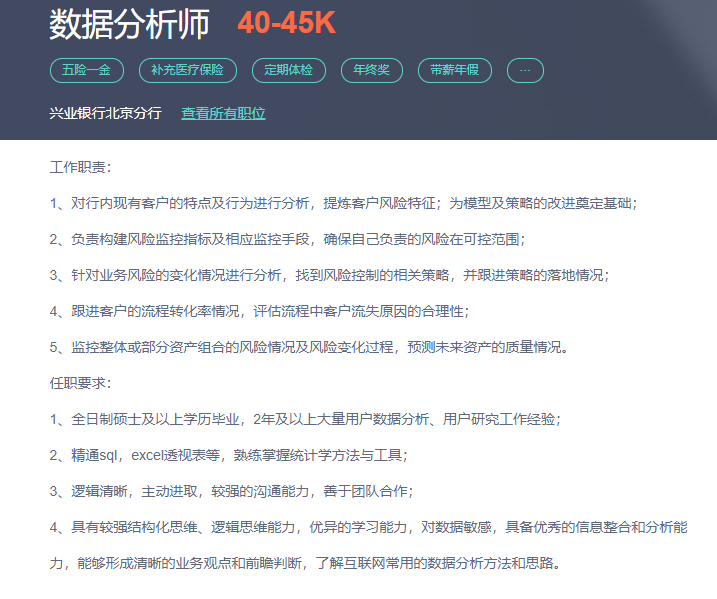 数据分析师 40-45K
五险一金 补充医疗保险 定期体检 年终奖 带薪年假 ...
兴业银行北京分行 查看所有职位
工作职责：
1、对行内现有客户的特点及行为进行分析，提炼客户风险特征；为模型及策略的改进奠定基础；
2、负责构建风险监控指标及相应监控手段，确保自己负责的风险在可控范围；
3、针对业务风险的变化情况进行分析，找到风险控制的相关策略，并跟进策略的落地情况；
4、跟进客户的流程转化率情况，评估流程中客户流失原因的合理性；
5、监控整体或部分资产组合的风险情况及风险变化过程，预测未来资产的质量情况。
任职要求：
1、全日制硕士及以上学历毕业，2年及以上大量用户数据分析、用户研究工作经验；
2、精通sql，excel透视表等，熟练掌握统计学方法与工具；
3、逻辑清晰，主动进取，较强的沟通能力，善于团队合作；
4、具有较强结构化思维、逻辑思维能力，优异的学习能力，对数据敏感，具备优秀的信息整合和分析能
力，能够形成清晰的业务观点和前瞻判断，了解互联网常用的数据分析方法和思路。